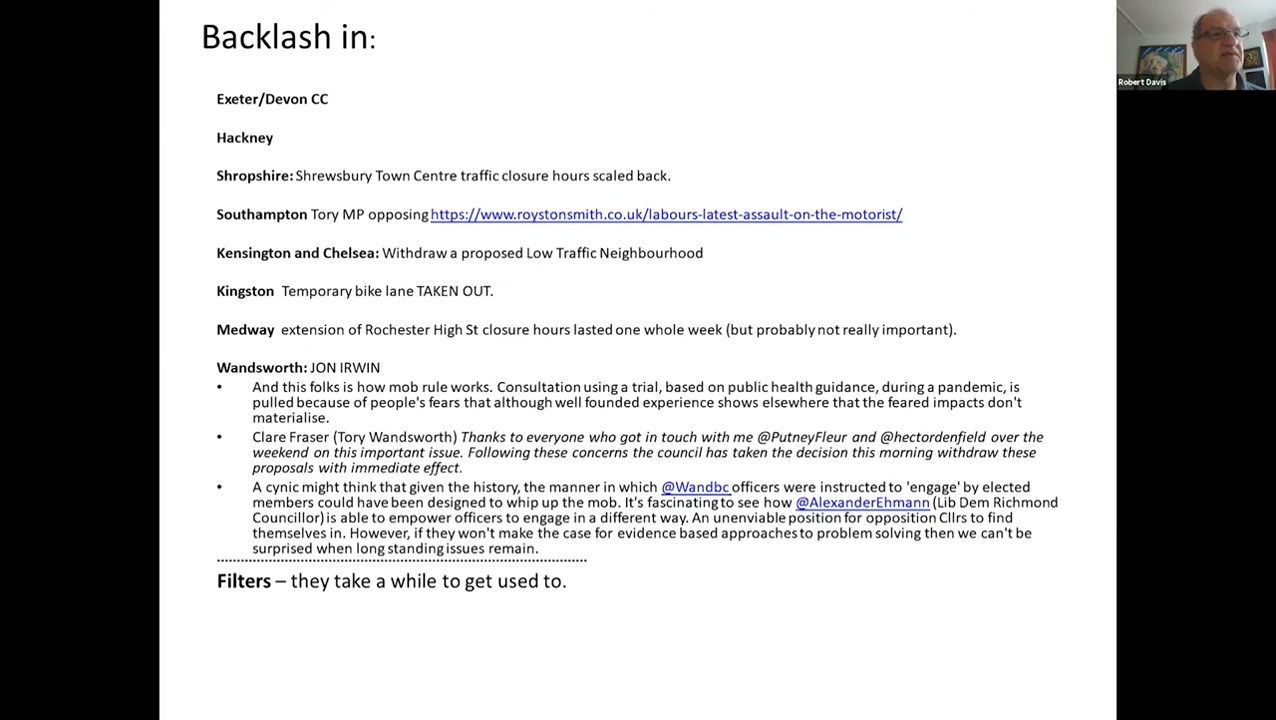 Backlash in:
Robert Davis
Exeter/Devon CC
Hackney
Shropshire: Shrewsbury Town Centre traffic closure hours scaled back.
Southampton Tory MP opposing https://www.roystonsmith.co.uk/labours-latest-assault-on-the-motorist/
Kensington and Chelsea: Withdraw a proposed Low Traffic Neighbourhood
Kingston Temporary bike lane TAKEN OUT.
Medway extension of Rochester High St closure hours lasted one whole week (but probably not really important).
Wandsworth: JON IRWIN
• And this folks is how mob rule works. Consultation using a trial, based on public health guidance, during a pandemic, is
pulled because of people's fears that although well founded experience shows elsewhere that the feared impacts don't
materialise.
• Clare Fraser (Tory Wandsworth) Thanks to everyone who got in touch with me @PutneyFleur and @hectordenfield over the
weekend on this important issue. Following these concerns the council has taken the decision this morning withdraw these
proposals with immediate effect.
• A cynic might think that given the history, the manner in which @Wandbc officers were instructed to 'engage' by elected
members could have been designed to whip up the mob. It's fascinating to see how @AlexanderEhmann (Lib Dem Richmond
Councillor) is able to empower officers to engage in a different way. An unenviable position for opposition Cllrs to find
themselves in. However, if they won't make the case for evidence based approaches to problem solving then we can't be
surprised when long standing issues remain.
Filters – they take a while to get used to.